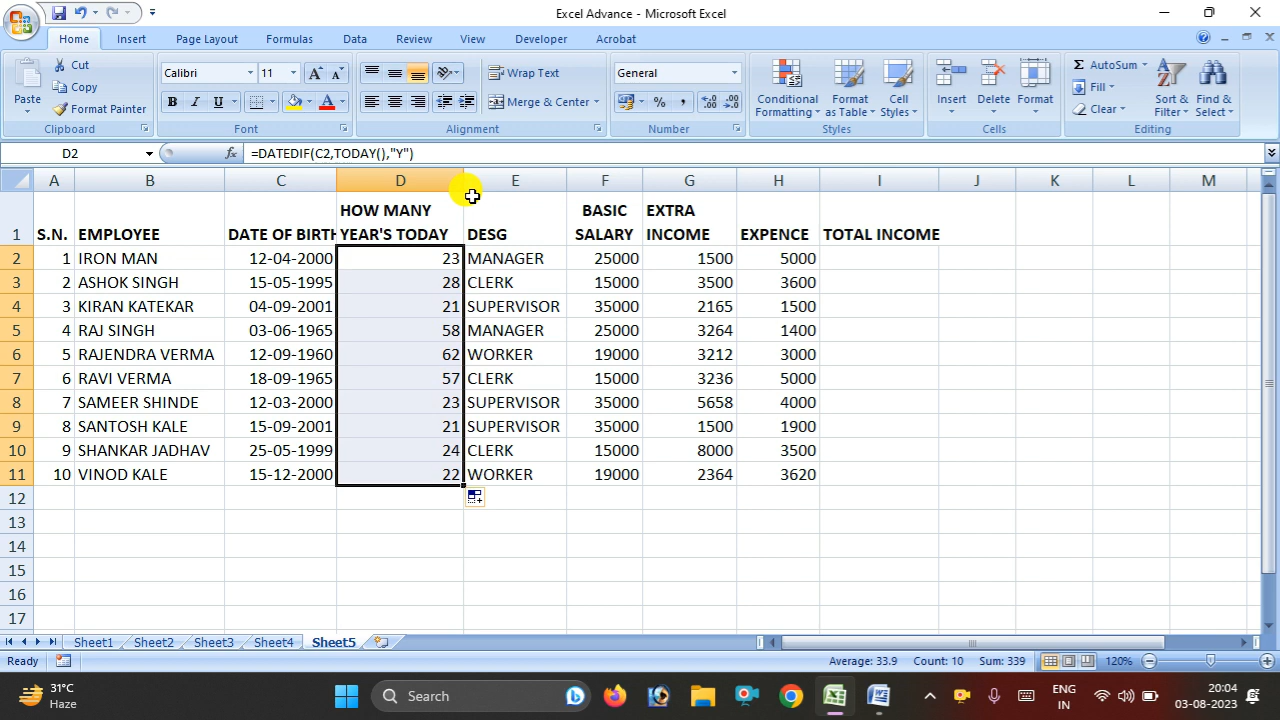 Excel Advance - Microsoft Excel
Home Insert Page Layout Formulas Data Review View Developer Acrobat
Paste Cut Copy Format Painter Clipboard
Calibri 11 B I U A Font
Wrap Text Merge & Center Alignment
General % , Number
Conditional Formatting Format as Table Cell Styles Styles
Insert Delete Format Cells
Σ AutoSum Fill Clear Sort & Filter Find & Select Editing
D2 fx =DATEDIF(C2,TODAY(),"Y")
A B C D E F G H I J K L M
1 S.N. EMPLOYEE DATE OF BIRTH HOW MANY YEAR'S TODAY DESG BASIC SALARY EXTRA INCOME EXPENCE TOTAL INCOME
2 1 IRON MAN 12-04-2000 23 MANAGER 25000 1500 5000
3 2 ASHOK SINGH 15-05-1995 28 CLERK 15000 3500 3600
4 3 KIRAN KATEKAR 04-09-2001 21 SUPERVISOR 35000 2165 1500
5 4 RAJ SINGH 03-06-1965 58 MANAGER 25000 3264 1400
6 5 RAJENDRA VERMA 12-09-1960 62 WORKER 19000 3212 3000
7 6 RAVI VERMA 18-09-1965 57 CLERK 15000 3236 5000
8 7 SAMEER SHINDE 12-03-2000 23 SUPERVISOR 35000 5658 4000
9 8 SANTOSH KALE 15-09-2001 21 SUPERVISOR 35000 1500 1900
10 9 SHANKAR JADHAV 25-05-1999 24 CLERK 15000 8000 3500
11 10 VINOD KALE 15-12-2000 22 WORKER 19000 2364 3620
12
13
14
15
16
17
Sheet1 Sheet2 Sheet3 Sheet4 Sheet5
Ready Average: 33.9 Count: 10 Sum: 339 120%
31°C Haze Search ENG IN 20:04 03-08-2023